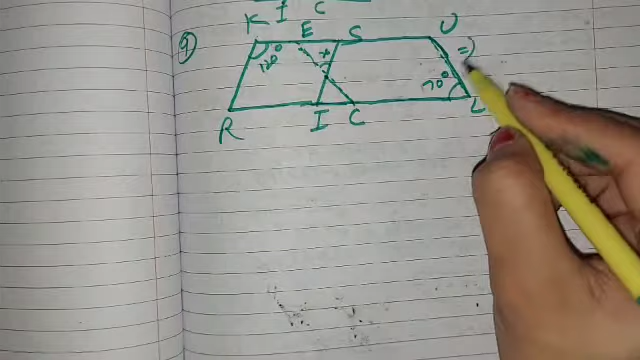 I C
9)
K E S U
120°
x
70°
=)
R I C L